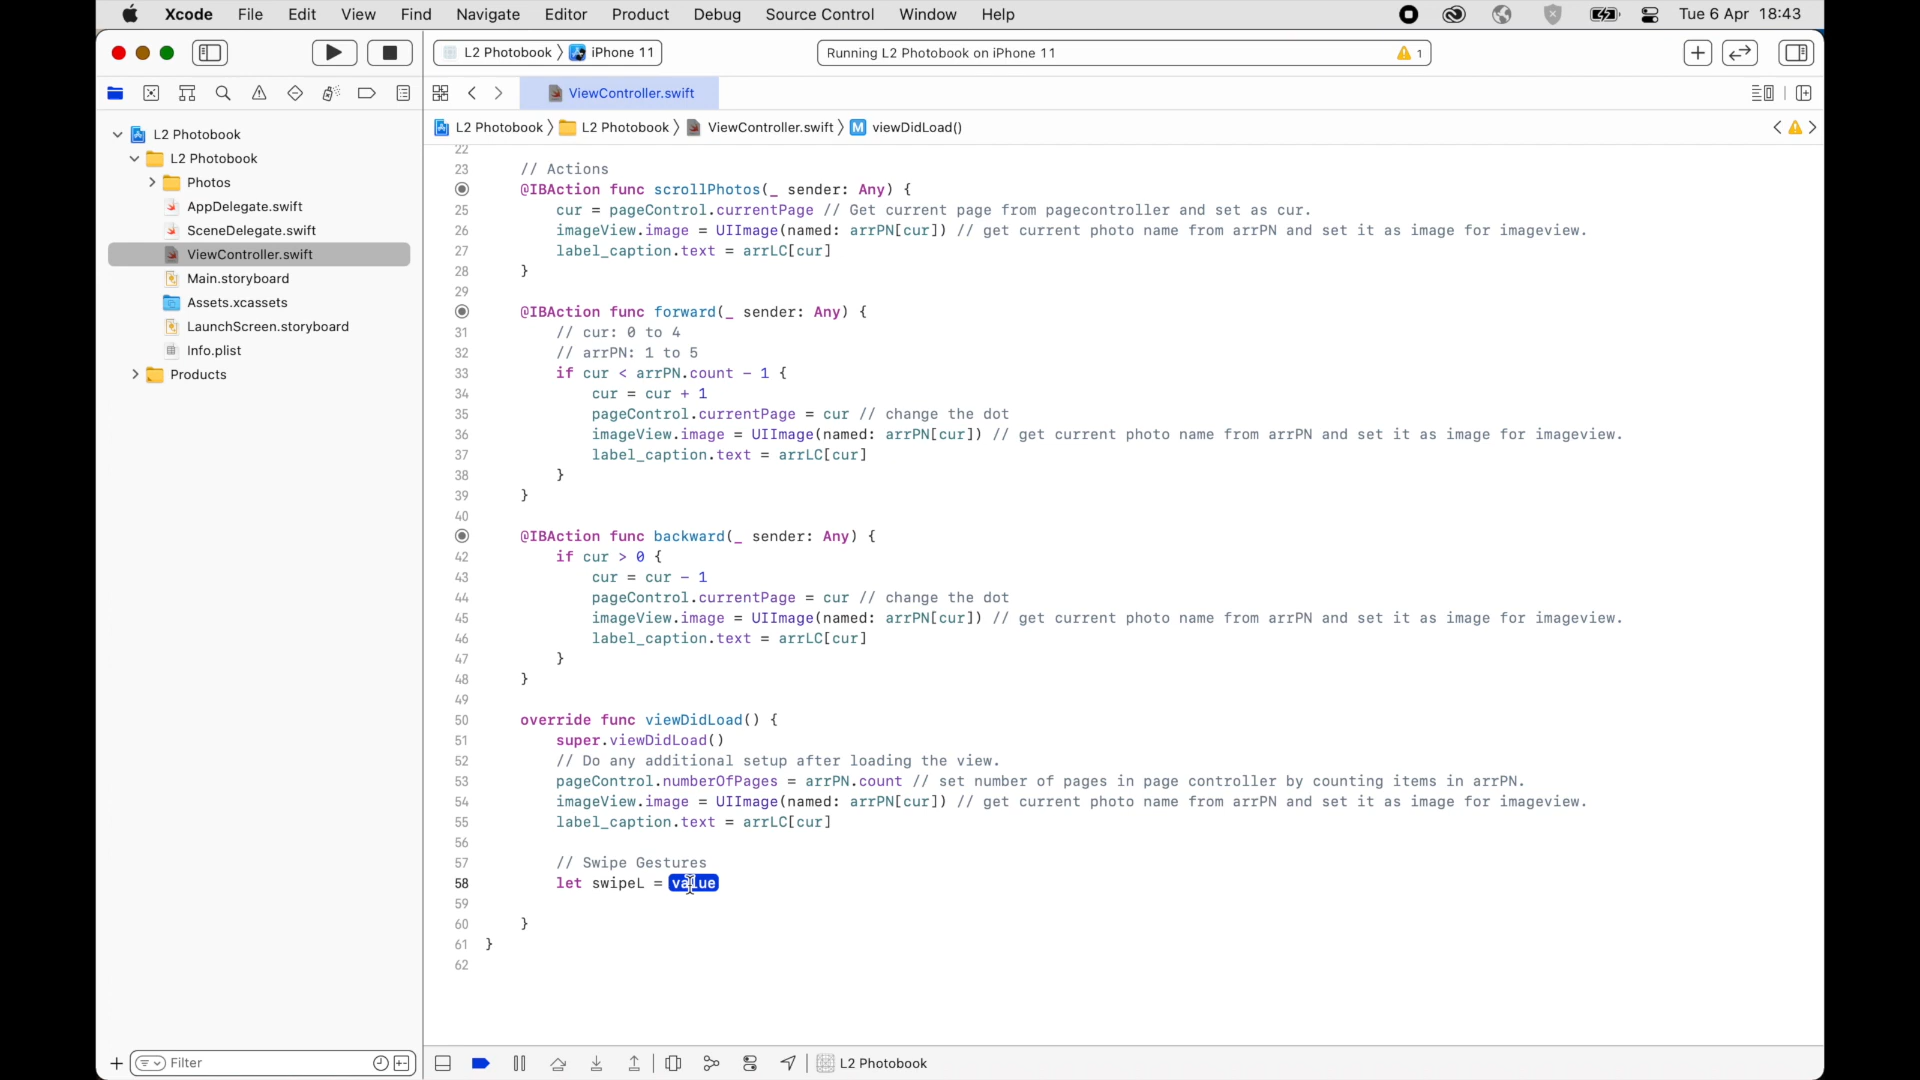 Xcode File Edit View Find Navigate Editor Product Debug Source Control Window Help Tue 6 Apr 18:43
L2 Photobook iPhone 11 Running L2 Photobook on iPhone 11 1
ViewController.swift
L2 Photobook L2 Photobook ViewController.swift M viewDidLoad()
L2 Photobook
L2 Photobook
Photos
AppDelegate.swift
SceneDelegate.swift
ViewController.swift
Main.storyboard
Assets.xcassets
LaunchScreen.storyboard
Info.plist
Products
Filter
22
23 // Actions
@IBAction func scrollPhotos(_ sender: Any) {
25 cur = pageControl.currentPage // Get current page from pagecontroller and set as cur.
26 imageView.image = UIImage(named: arrPN[cur]) // get current photo name from arrPN and set it as image for imageview.
27 label_caption.text = arrLC[cur]
28 }
29
@IBAction func forward(_ sender: Any) {
31 // cur: 0 to 4
32 // arrPN: 1 to 5
33 if cur < arrPN.count - 1 {
34 cur = cur + 1
35 pageControl.currentPage = cur // change the dot
36 imageView.image = UIImage(named: arrPN[cur]) // get current photo name from arrPN and set it as image for imageview.
37 label_caption.text = arrLC[cur]
38 }
39 }
40
@IBAction func backward(_ sender: Any) {
42 if cur > 0 {
43 cur = cur - 1
44 pageControl.currentPage = cur // change the dot
45 imageView.image = UIImage(named: arrPN[cur]) // get current photo name from arrPN and set it as image for imageview.
46 label_caption.text = arrLC[cur]
47 }
48 }
49
50 override func viewDidLoad() {
51 super.viewDidLoad()
52 // Do any additional setup after loading the view.
53 pageControl.numberOfPages = arrPN.count // set number of pages in page controller by counting items in arrPN.
54 imageView.image = UIImage(named: arrPN[cur]) // get current photo name from arrPN and set it as image for imageview.
55 label_caption.text = arrLC[cur]
56
57 // Swipe Gestures
58 let swipeL = value
59
60 }
61 }
62
L2 Photobook